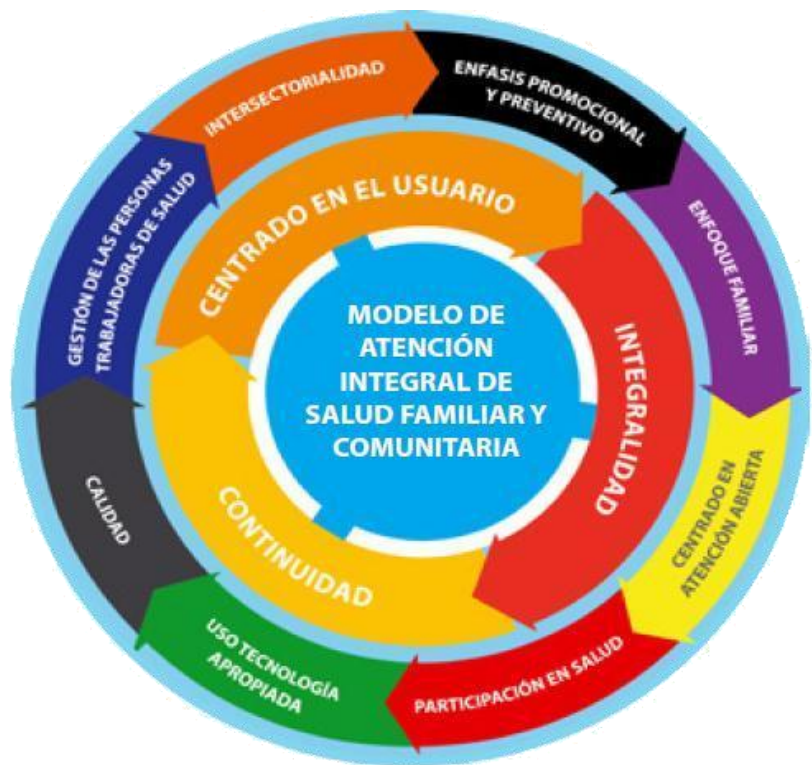 MODELO DE
ATENCIÓN
INTEGRAL DE
SALUD FAMILIAR Y
COMUNITARIA
CENTRADO EN EL USUARIO
INTEGRALIDAD
CONTINUIDAD
INTERSECTORIALIDAD
ENFASIS PROMOCIONAL
Y PREVENTIVO
ENFOQUE FAMILIAR
CENTRADO EN
ATENCIÓN ABIERTA
PARTICIPACIÓN EN SALUD
USO TECNOLOGÍA
APROPIADA
CALIDAD
GESTIÓN DE LAS PERSONAS
TRABAJADORAS DE SALUD